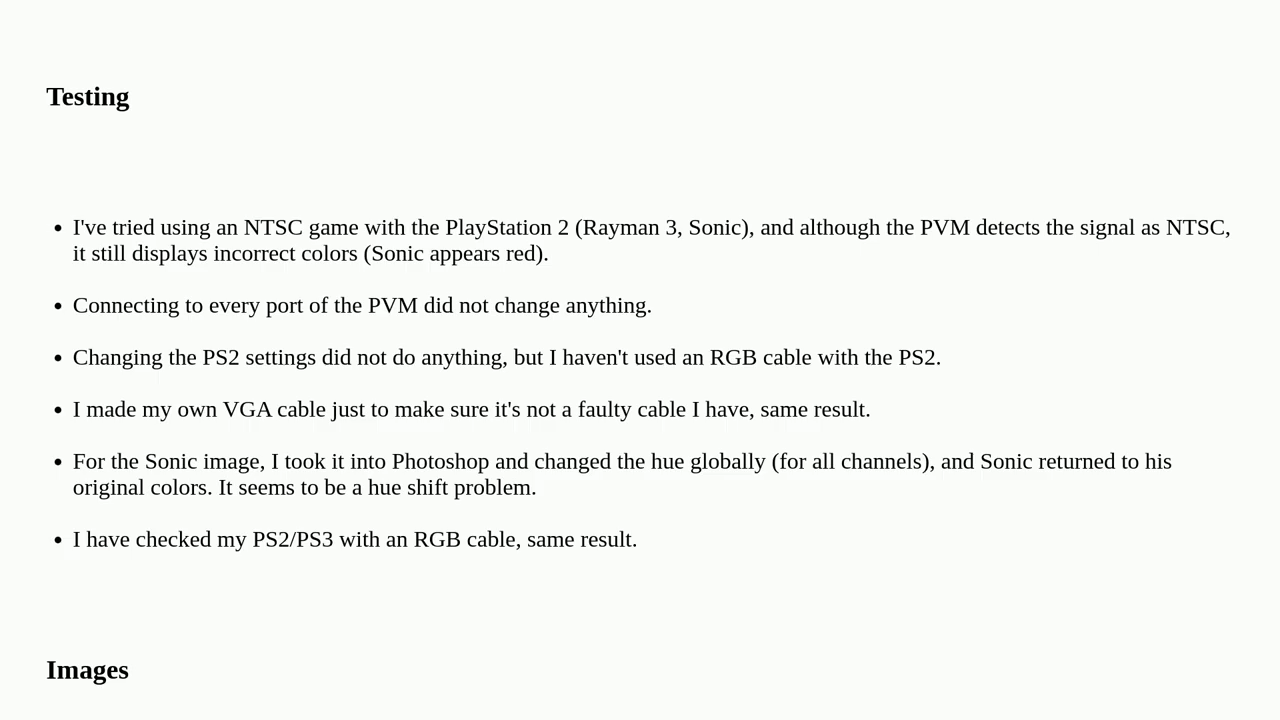 Testing
• I've tried using an NTSC game with the PlayStation 2 (Rayman 3, Sonic), and although the PVM detects the signal as NTSC,
it still displays incorrect colors (Sonic appears red).
• Connecting to every port of the PVM did not change anything.
• Changing the PS2 settings did not do anything, but I haven't used an RGB cable with the PS2.
• I made my own VGA cable just to make sure it's not a faulty cable I have, same result.
• For the Sonic image, I took it into Photoshop and changed the hue globally (for all channels), and Sonic returned to his
original colors. It seems to be a hue shift problem.
• I have checked my PS2/PS3 with an RGB cable, same result.
Images